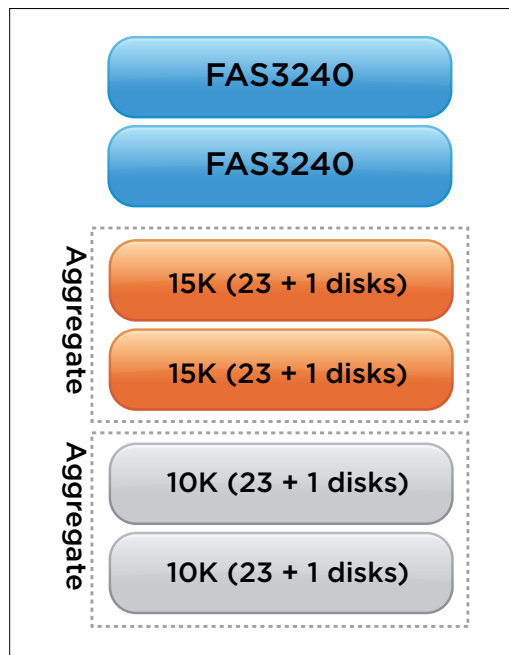 FAS3240
FAS3240
Aggregate
15K (23 + 1 disks)
15K (23 + 1 disks)
Aggregate
10K (23 + 1 disks)
10K (23 + 1 disks)